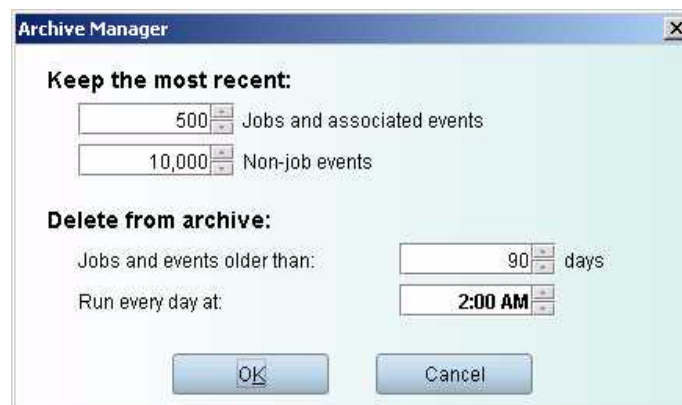 Archive Manager
Keep the most recent:
500 Jobs and associated events
10,000 Non-job events
Delete from archive:
Jobs and events older than: 90 days
Run every day at: 2:00 AM
OK Cancel